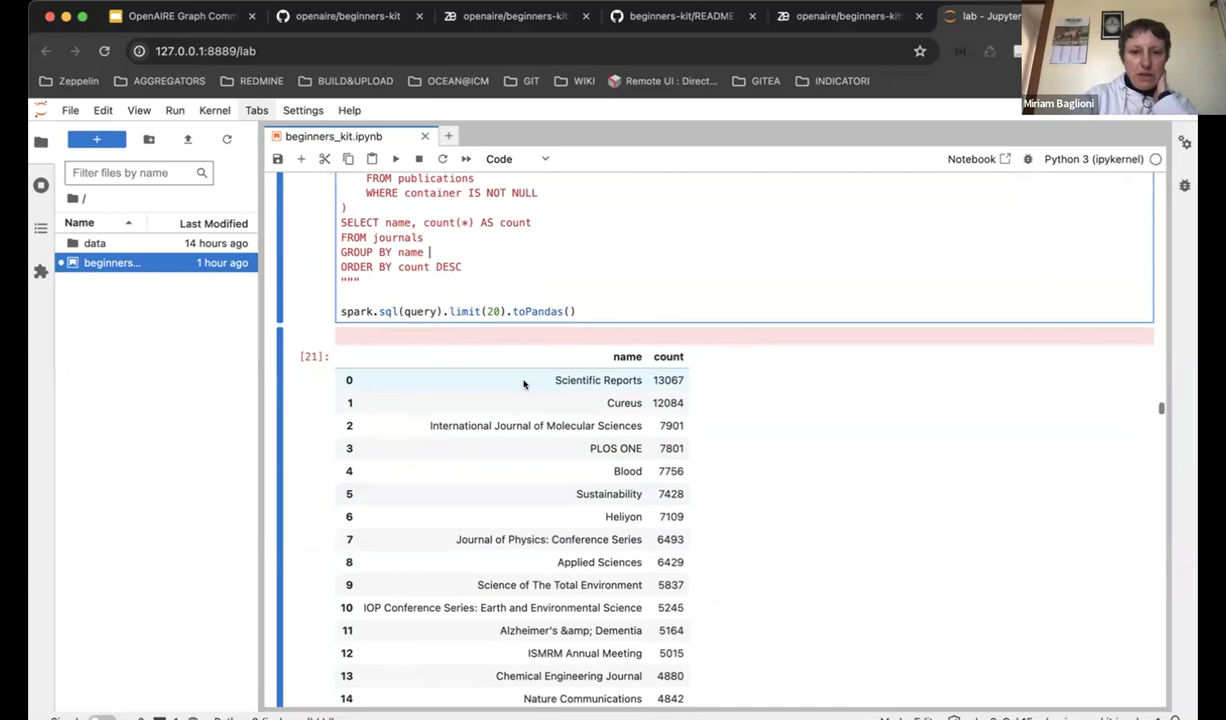 OpenAIRE Graph Comm
openaire/beginners-kit
openaire/beginners-kits
beginners-kit/README
openaire/beginners-kits
lab - Jupyter
127.0.0.1:8889/lab
Zeppelin
AGGREGATORS
REDMINE
BUILD&UPLOAD
OCEAN@ICM
GIT
WIKI
Remote UI : Direct...
GITEA
INDICATORI
Miriam Baglioni
File Edit View Run Kernel Tabs Settings Help
beginners_kit.ipynb
Code
Notebook
Python 3 (ipykernel)
Filter files by name
/
Name
Last Modified
data
14 hours ago
beginners...
1 hour ago
FROM publications
WHERE container IS NOT NULL
)
SELECT name, count(*) AS count
FROM journals
GROUP BY name
ORDER BY count DESC
"""
spark.sql(query).limit(20).toPandas()
[21]:
name count
0 Scientific Reports 13067
1 Cureus 12084
2 International Journal of Molecular Sciences 7901
3 PLOS ONE 7801
4 Blood 7756
5 Sustainability 7428
6 Heliyon 7109
7 Journal of Physics: Conference Series 6493
8 Applied Sciences 6429
9 Science of The Total Environment 5837
10 IOP Conference Series: Earth and Environmental Science 5245
11 Alzheimer's &amp; Dementia 5164
12 ISMRM Annual Meeting 5015
13 Chemical Engineering Journal 4880
14 Nature Communications 4842